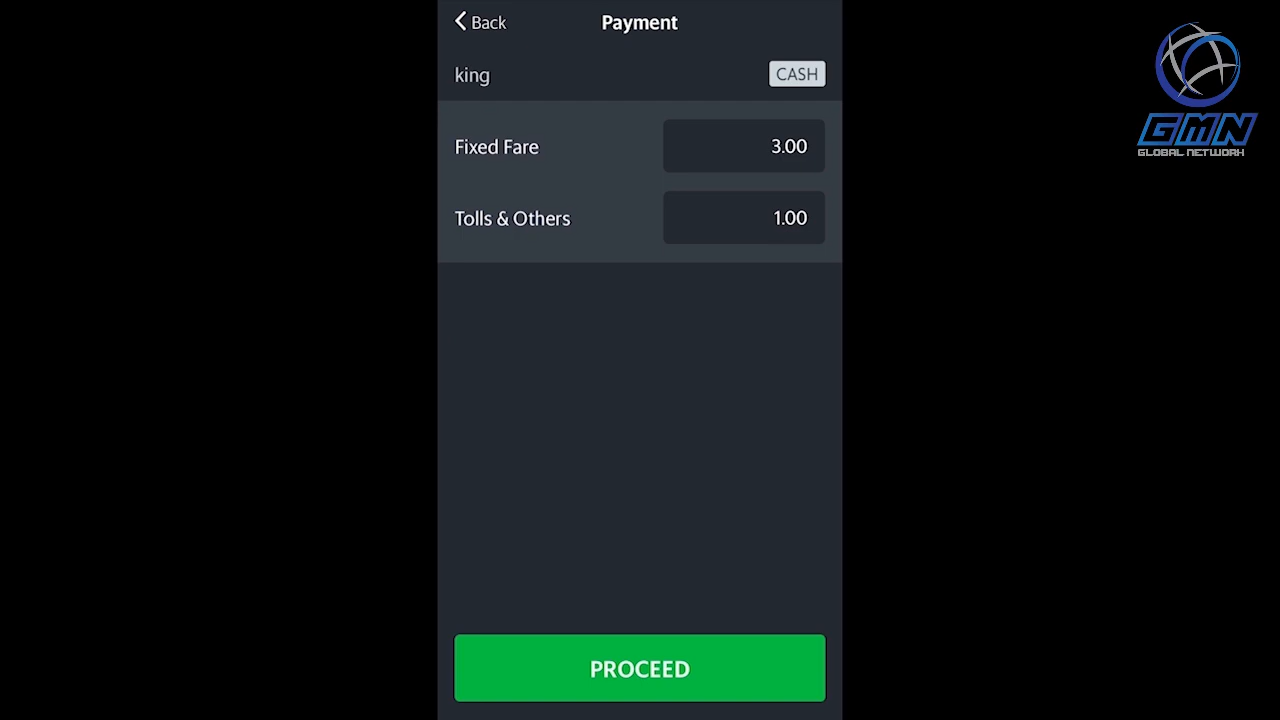 Back
Payment
king
CASH
Fixed Fare
3.00
Tolls & Others
1.00
PROCEED
GMN
GLOBAL NETWORK